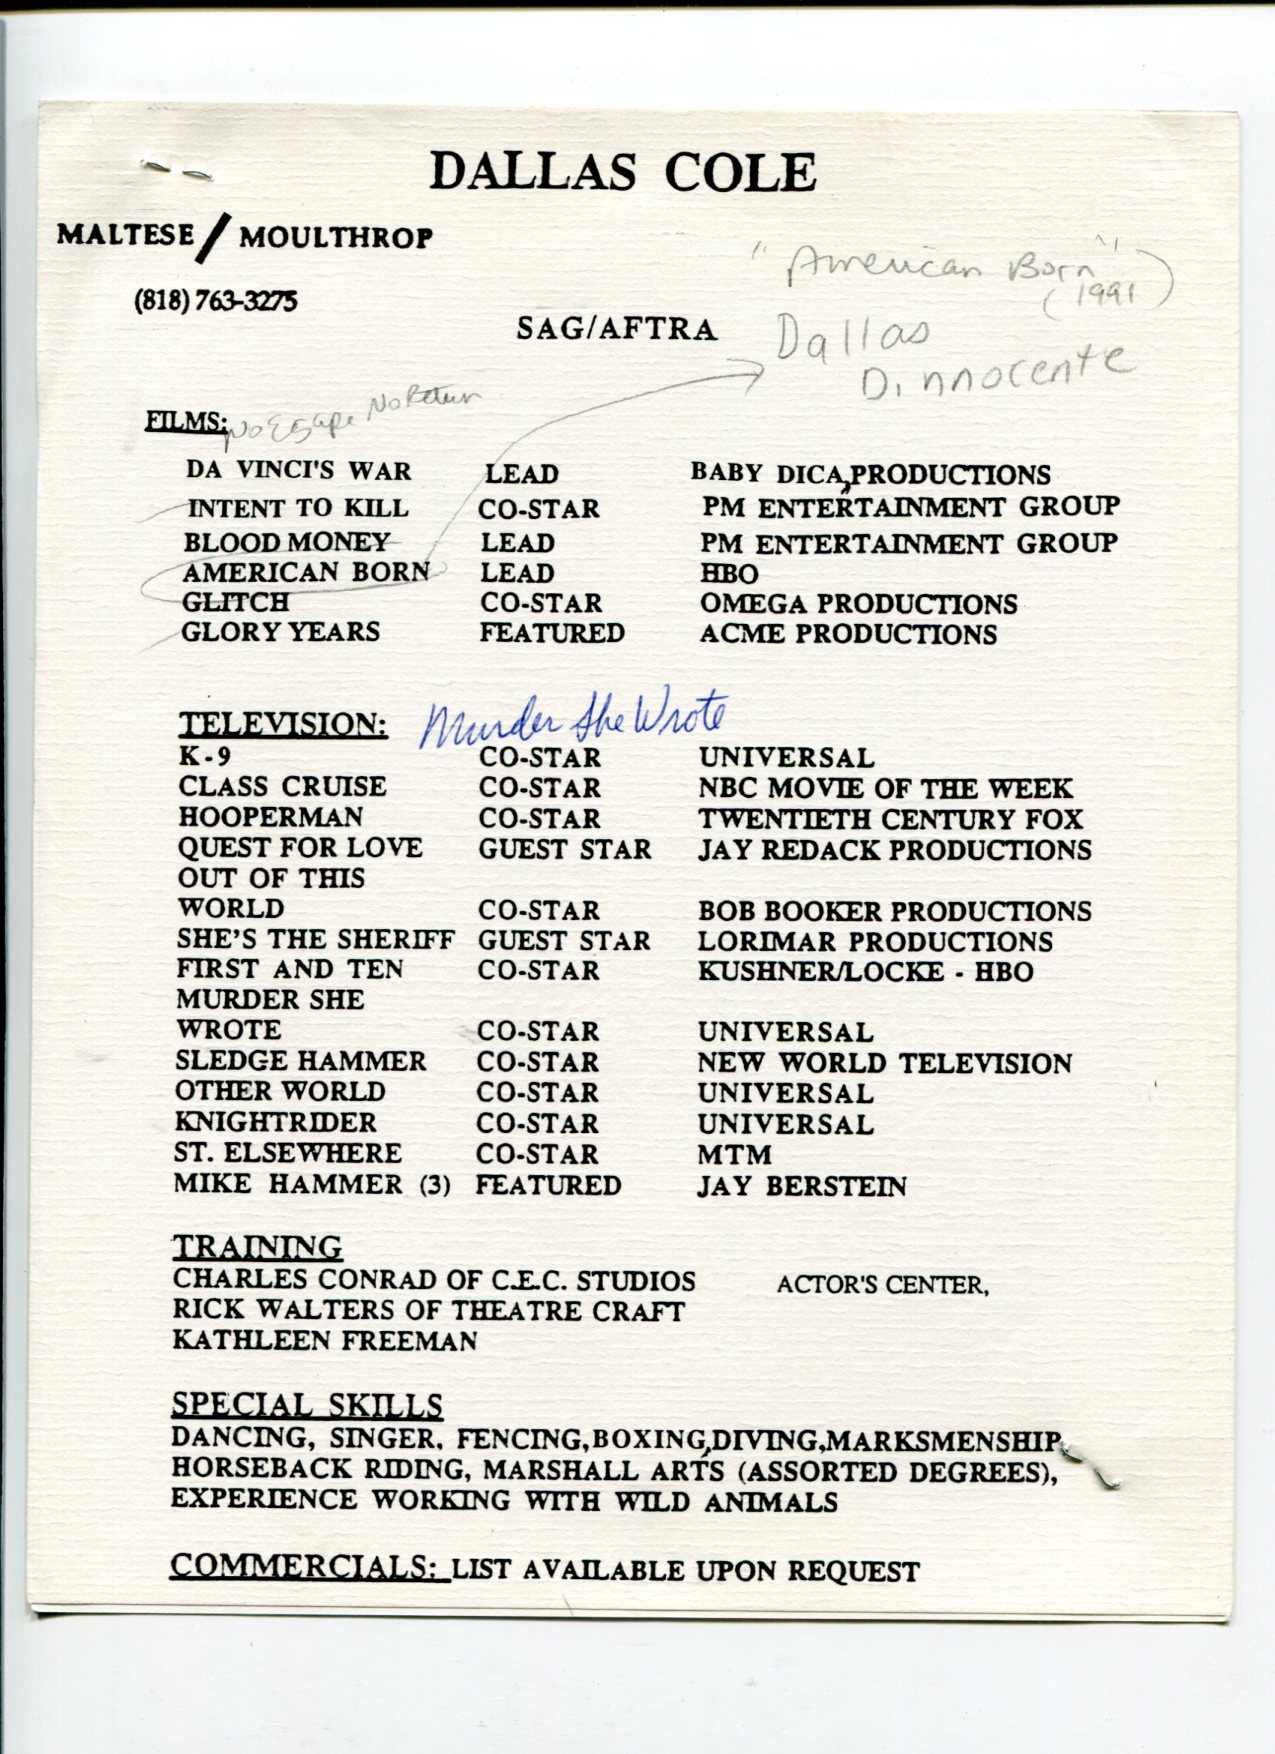 DALLAS COLE
MALTESE / MOULTHROP
"American Born"
(1991)
(818) 763-3275
SAG/AFTRA
Dallas
D'innocente
No Escape No Return
FILMS:
DA VINCI'S WAR LEAD BABY DICA, PRODUCTIONS
INTENT TO KILL CO-STAR PM ENTERTAINMENT GROUP
BLOOD MONEY LEAD PM ENTERTAINMENT GROUP
AMERICAN BORN LEAD HBO
GLITCH CO-STAR OMEGA PRODUCTIONS
GLORY YEARS FEATURED ACME PRODUCTIONS
TELEVISION: Murder She Wrote
K-9 CO-STAR UNIVERSAL
CLASS CRUISE CO-STAR NBC MOVIE OF THE WEEK
HOOPERMAN CO-STAR TWENTIETH CENTURY FOX
QUEST FOR LOVE GUEST STAR JAY REDACK PRODUCTIONS
OUT OF THIS
WORLD CO-STAR BOB BOOKER PRODUCTIONS
SHE'S THE SHERIFF GUEST STAR LORIMAR PRODUCTIONS
FIRST AND TEN CO-STAR KUSHNER/LOCKE - HBO
MURDER SHE
WROTE CO-STAR UNIVERSAL
SLEDGE HAMMER CO-STAR NEW WORLD TELEVISION
OTHER WORLD CO-STAR UNIVERSAL
KNIGHTRIDER CO-STAR UNIVERSAL
ST. ELSEWHERE CO-STAR MTM
MIKE HAMMER (3) FEATURED JAY BERSTEIN
TRAINING
CHARLES CONRAD OF C.E.C. STUDIOS ACTOR'S CENTER,
RICK WALTERS OF THEATRE CRAFT
KATHLEEN FREEMAN
SPECIAL SKILLS
DANCING, SINGER, FENCING, BOXING, DIVING, MARKSMENSHIP
HORSEBACK RIDING, MARSHALL ARTS (ASSORTED DEGREES),
EXPERIENCE WORKING WITH WILD ANIMALS
COMMERCIALS: LIST AVAILABLE UPON REQUEST